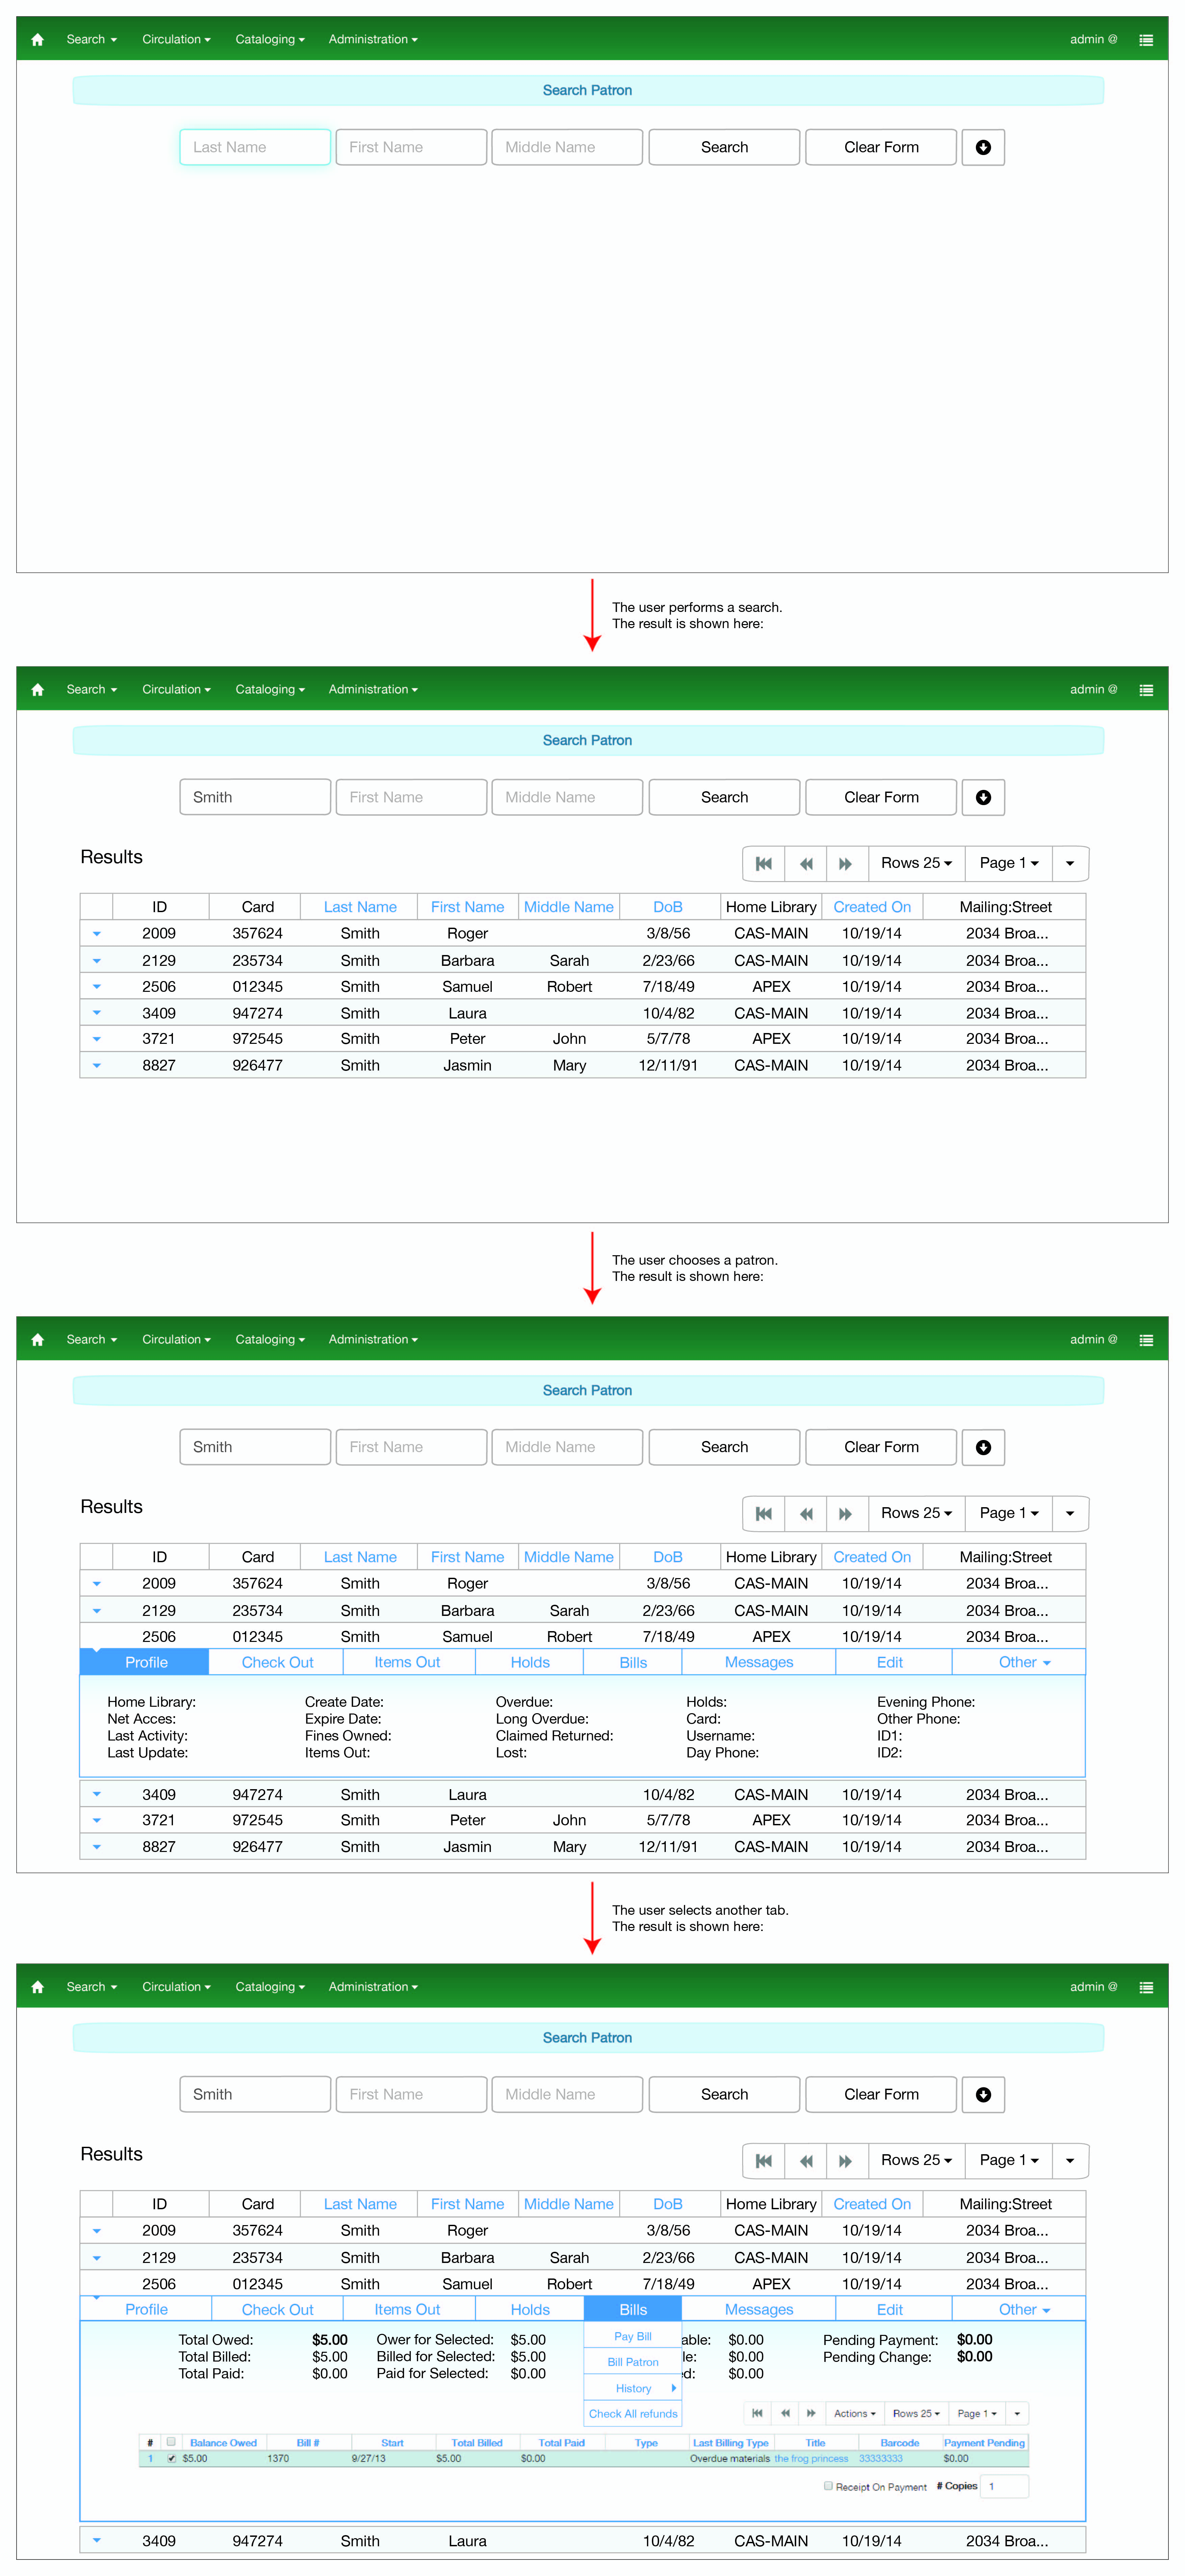 Search Circulation Cataloging Administration admin @
Search Patron
Last Name First Name Middle Name Search Clear Form
The user performs a search.
The result is shown here:
Search Circulation Cataloging Administration admin @
Search Patron
Smith First Name Middle Name Search Clear Form
Results Rows 25 Page 1
ID Card Last Name First Name Middle Name DoB Home Library Created On Mailing:Street
2009 357624 Smith Roger 3/8/56 CAS-MAIN 10/19/14 2034 Broa...
2129 235734 Smith Barbara Sarah 2/23/66 CAS-MAIN 10/19/14 2034 Broa...
2506 012345 Smith Samuel Robert 7/18/49 APEX 10/19/14 2034 Broa...
3409 947274 Smith Laura 10/4/82 CAS-MAIN 10/19/14 2034 Broa...
3721 972545 Smith Peter John 5/7/78 APEX 10/19/14 2034 Broa...
8827 926477 Smith Jasmin Mary 12/11/91 CAS-MAIN 10/19/14 2034 Broa...
The user chooses a patron.
The result is shown here:
Search Circulation Cataloging Administration admin @
Search Patron
Smith First Name Middle Name Search Clear Form
Results Rows 25 Page 1
ID Card Last Name First Name Middle Name DoB Home Library Created On Mailing:Street
2009 357624 Smith Roger 3/8/56 CAS-MAIN 10/19/14 2034 Broa...
2129 235734 Smith Barbara Sarah 2/23/66 CAS-MAIN 10/19/14 2034 Broa...
2506 012345 Smith Samuel Robert 7/18/49 APEX 10/19/14 2034 Broa...
Profile Check Out Items Out Holds Bills Messages Edit Other
Home Library: Create Date: Overdue: Holds: Evening Phone:
Net Acces: Expire Date: Long Overdue: Card: Other Phone:
Last Activity: Fines Owned: Claimed Returned: Username: ID1:
Last Update: Items Out: Lost: Day Phone: ID2:
3409 947274 Smith Laura 10/4/82 CAS-MAIN 10/19/14 2034 Broa...
3721 972545 Smith Peter John 5/7/78 APEX 10/19/14 2034 Broa...
8827 926477 Smith Jasmin Mary 12/11/91 CAS-MAIN 10/19/14 2034 Broa...
The user selects another tab.
The result is shown here:
Search Circulation Cataloging Administration admin @
Search Patron
Smith First Name Middle Name Search Clear Form
Results Rows 25 Page 1
ID Card Last Name First Name Middle Name DoB Home Library Created On Mailing:Street
2009 357624 Smith Roger 3/8/56 CAS-MAIN 10/19/14 2034 Broa...
2129 235734 Smith Barbara Sarah 2/23/66 CAS-MAIN 10/19/14 2034 Broa...
2506 012345 Smith Samuel Robert 7/18/49 APEX 10/19/14 2034 Broa...
Profile Check Out Items Out Holds Bills Messages Edit Other
Total Owed: $5.00 Ower for Selected: $5.00 Pay Bill able: $0.00 Pending Payment: $0.00
Total Billed: $5.00 Billed for Selected: $5.00 Bill Patron le: $0.00 Pending Change: $0.00
Total Paid: $0.00 Paid for Selected: $0.00 d: $0.00
History
Check All refunds Actions Rows 25 Page 1
# Balance Owed Bill # Start Total Billed Total Paid Type Last Billing Type Title Barcode Payment Pending
1 $5.00 1370 9/27/13 $5.00 $0.00 Overdue materials the frog princess 33333333 $0.00
Receipt On Payment # Copies 1
3409 947274 Smith Laura 10/4/82 CAS-MAIN 10/19/14 2034 Broa...